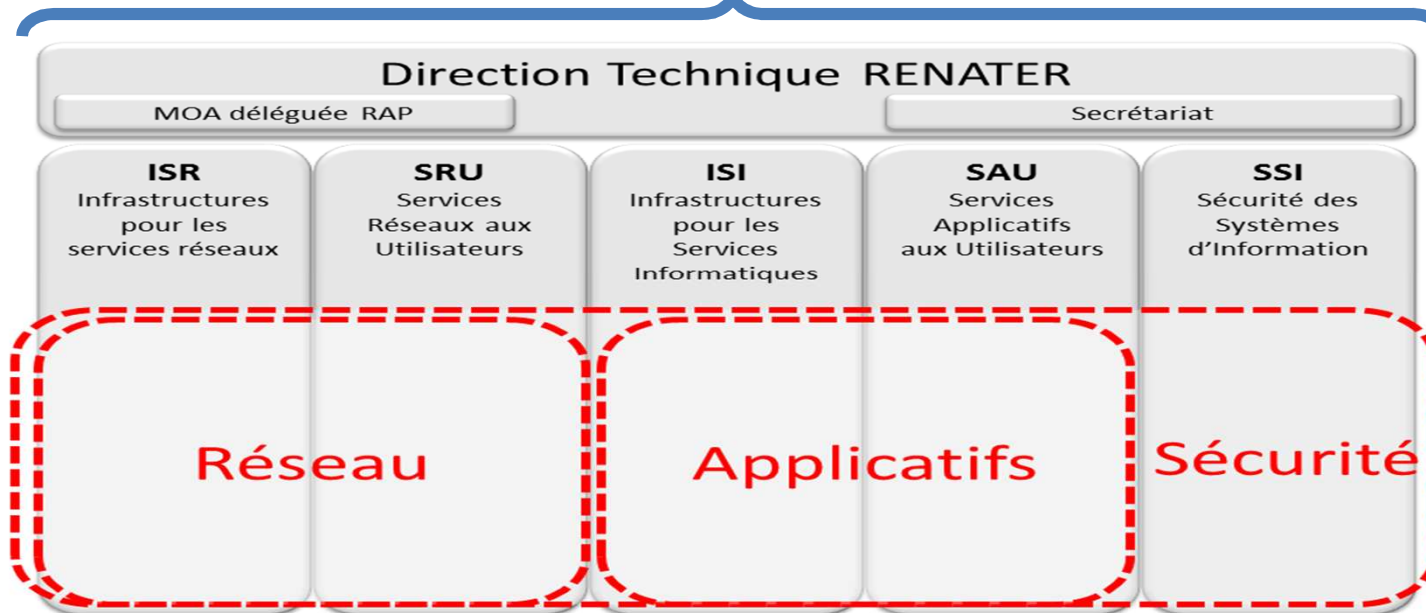 Direction Technique RENATER
MOA déléguée RAP
Secrétariat
ISR
Infrastructures
pour les
services réseaux
SRU
Services
Réseaux aux
Utilisateurs
ISI
Infrastructures
pour les
Services
Informatiques
SAU
Services
Applicatifs
aux Utilisateurs
SSI
Sécurité des
Systèmes
d'Information
Réseau
Applicatifs
Sécurité